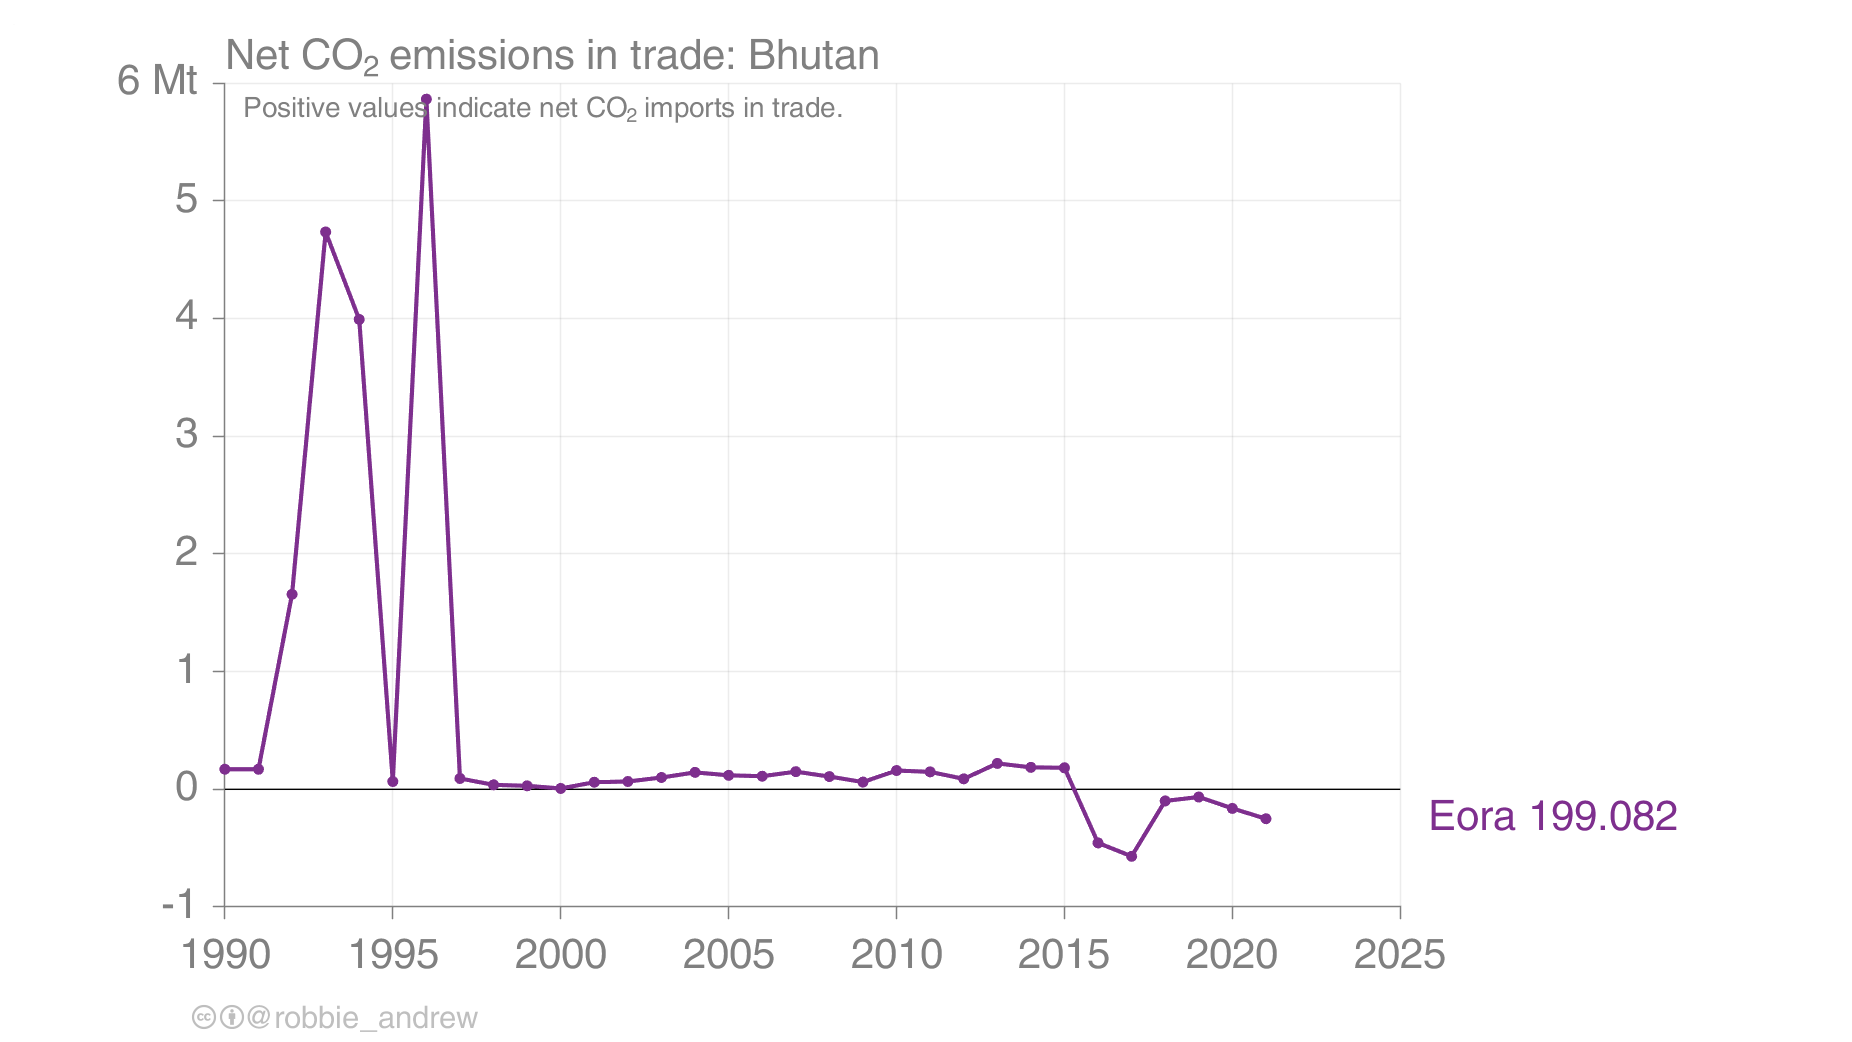 Net CO₂ emissions in trade: Bhutan
6 Mt
Positive values indicate net CO₂ imports in trade.
5
4
3
2
1
0
Eora 199.082
-1
1990 1995 2000 2005 2010 2015 2020 2025
@robbie_andrew